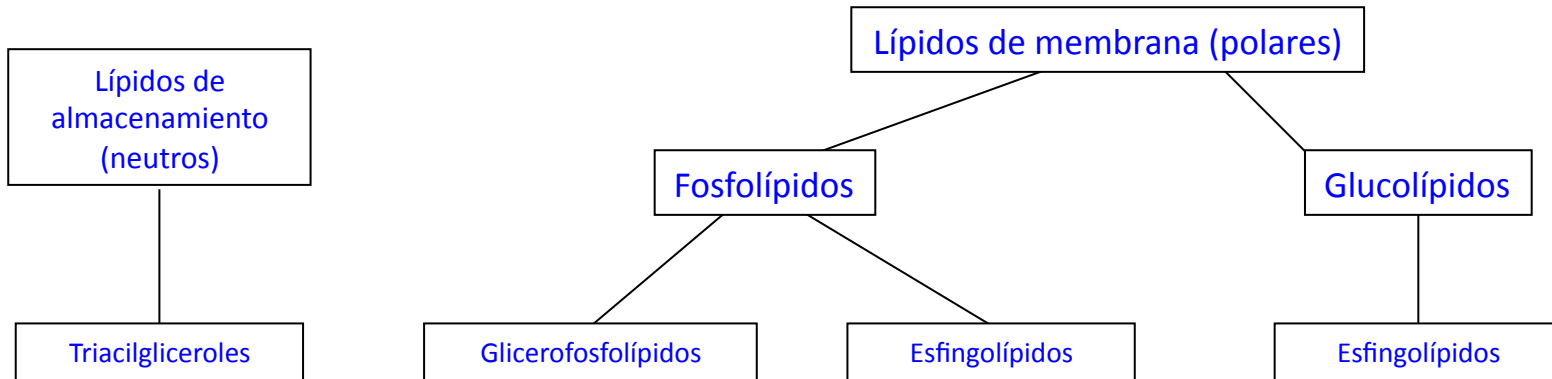 Lípidos de membrana (polares)
Lípidos de
almacenamiento
(neutros)
Fosfolípidos
Glucolípidos
Triacilgliceroles
Glicerofosfolípidos
Esfingolípidos
Esfingolípidos